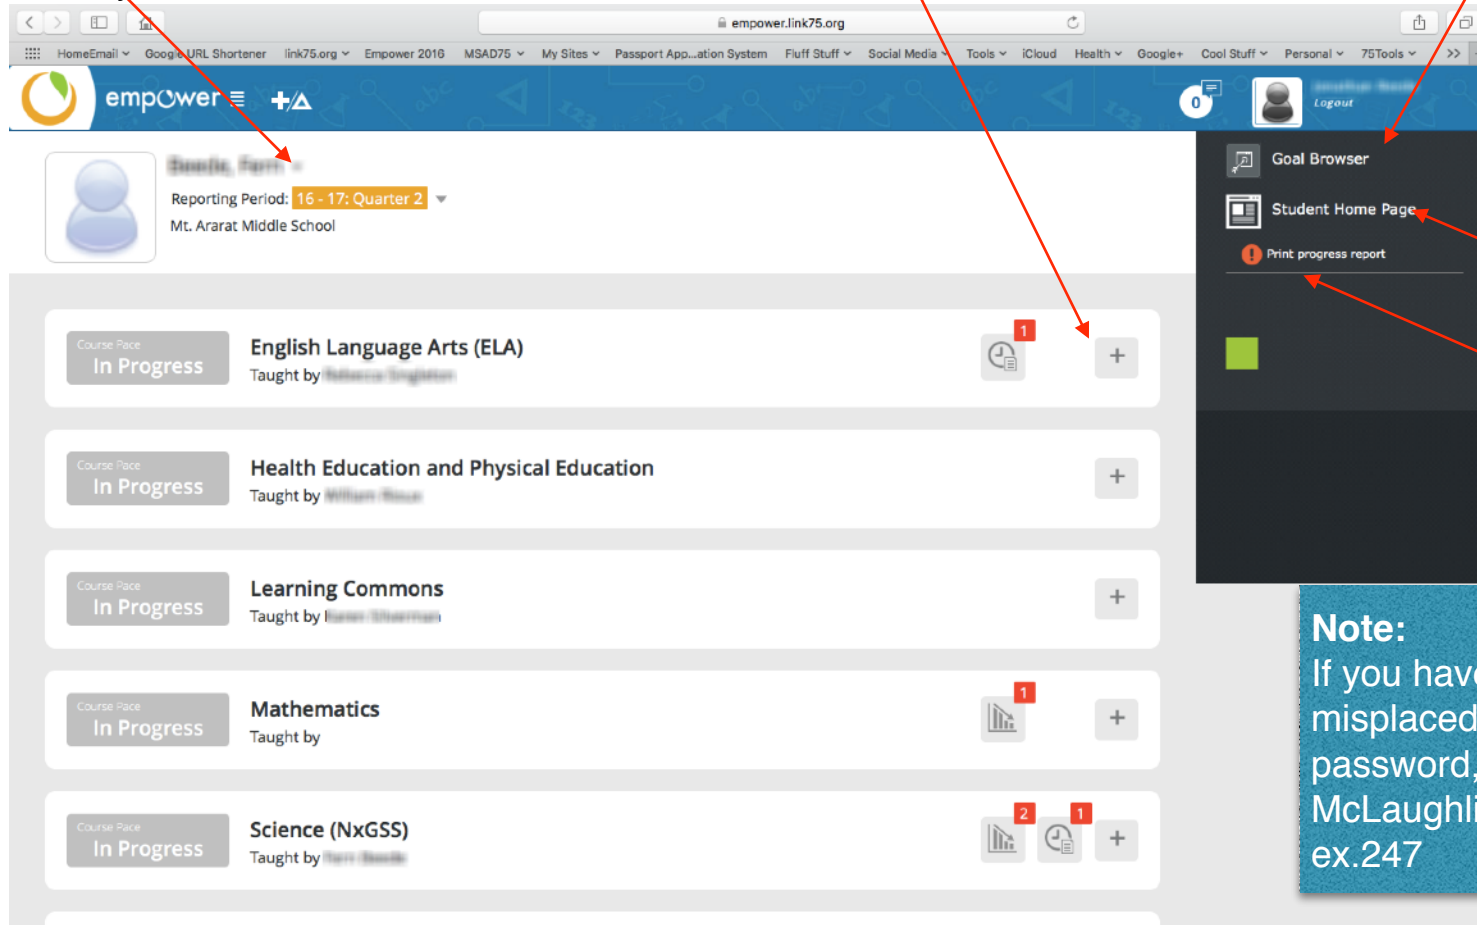 empower.link75.org
HomeEmail Google URL Shortener link75.org Empower 2016 MSAD75 My Sites Passport App...ation System Fluff Stuff Social Media Tools iCloud Health Google+ Cool Stuff Personal 75Tools >>
empower
0
Logout
Goal Browser
Reporting Period: 16 - 17: Quarter 2
Student Home Page
Mt. Ararat Middle School
Print progress report
Course Pace
In Progress
English Language Arts (ELA)
Taught by
1
Course Pace
In Progress
Health Education and Physical Education
Taught by
Course Pace
In Progress
Learning Commons
Taught by
Course Pace
In Progress
Mathematics
Taught by
1
Course Pace
In Progress
Science (NxGSS)
Taught by
2 1
Note:
If you have
misplaced
password,
McLaughli
ex.247